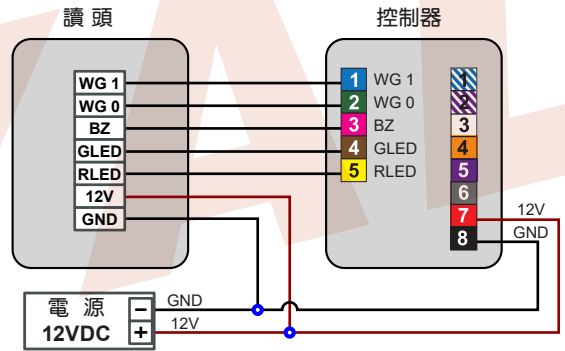 讀 頭
控制器
WG 1
WG 0
BZ
GLED
RLED
12V
GND
1 WG 1
2 WG 0
3 BZ
4 GLED
5 RLED
1
2
3
4
5
6
7
8
12V
GND
電 源
12VDC
−
+
GND
12V